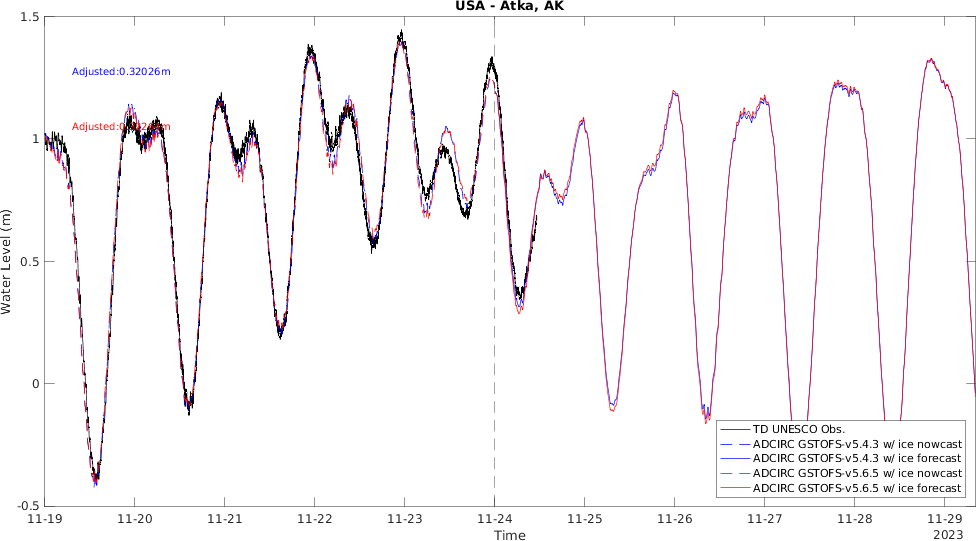 USA - Atka, AK
1.5
Adjusted:0.32026m
1
0.5
0
-0.5
Water Level (m)
TD UNESCO Obs.
ADCIRC GSTOFS-v5.4.3 w/ ice nowcast
ADCIRC GSTOFS-v5.4.3 w/ ice forecast
ADCIRC GSTOFS-v5.6.5 w/ ice nowcast
ADCIRC GSTOFS-v5.6.5 w/ ice forecast
11-19 11-20 11-21 11-22 11-23 11-24 11-25 11-26 11-27 11-28 11-29
Time
2023